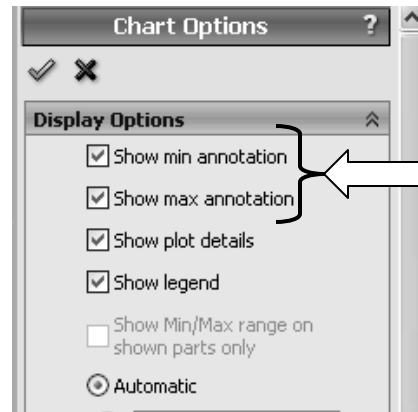 Chart Options ?
Display Options
Show min annotation
Show max annotation
Show plot details
Show legend
Show Min/Max range on
shown parts only
Automatic